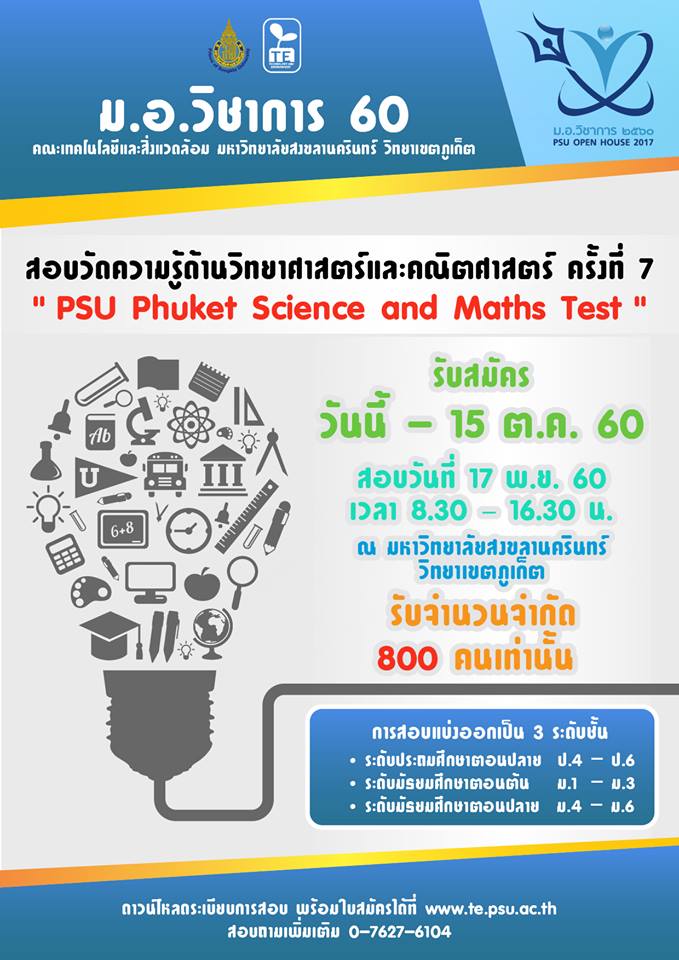 TE
TECHNOLOGY AND ENVIRONMENT
ม.อ.วิชาการ 60
คณะเทคโนโลยีและสิ่งแวดล้อม มหาวิทยาลัยสงขลานครินทร์ วิทยาเขตภูเก็ต
ม.อ.วิชาการ ๒๕๖๐
PSU OPEN HOUSE 2017
สอบวัดความรู้ด้านวิทยาศาสตร์และคณิตศาสตร์ ครั้งที่ 7
" PSU Phuket Science and Maths Test "
Ab
U
6+8
รับสมัคร
วันนี้ – 15 ต.ค. 60
สอบวันที่ 17 พ.ย. 60
เวลา 8.30 – 16.30 น.
ณ มหาวิทยาลัยสงขลานครินทร์
วิทยาเขตภูเก็ต
รับจำนวนจำกัด
800 คนเท่านั้น
การสอบแบ่งออกเป็น 3 ระดับชั้น
• ระดับประถมศึกษาตอนปลาย ป.4 – ป.6
• ระดับมัธยมศึกษาตอนต้น ม.1 – ม.3
• ระดับมัธยมศึกษาตอนปลาย ม.4 – ม.6
ดาวน์ไหลดระเบียบการสอบ พร้อมใบสมัครได้ที่ www.te.psu.ac.th
สอบถามเพิ่มเติม 0-7627-6104